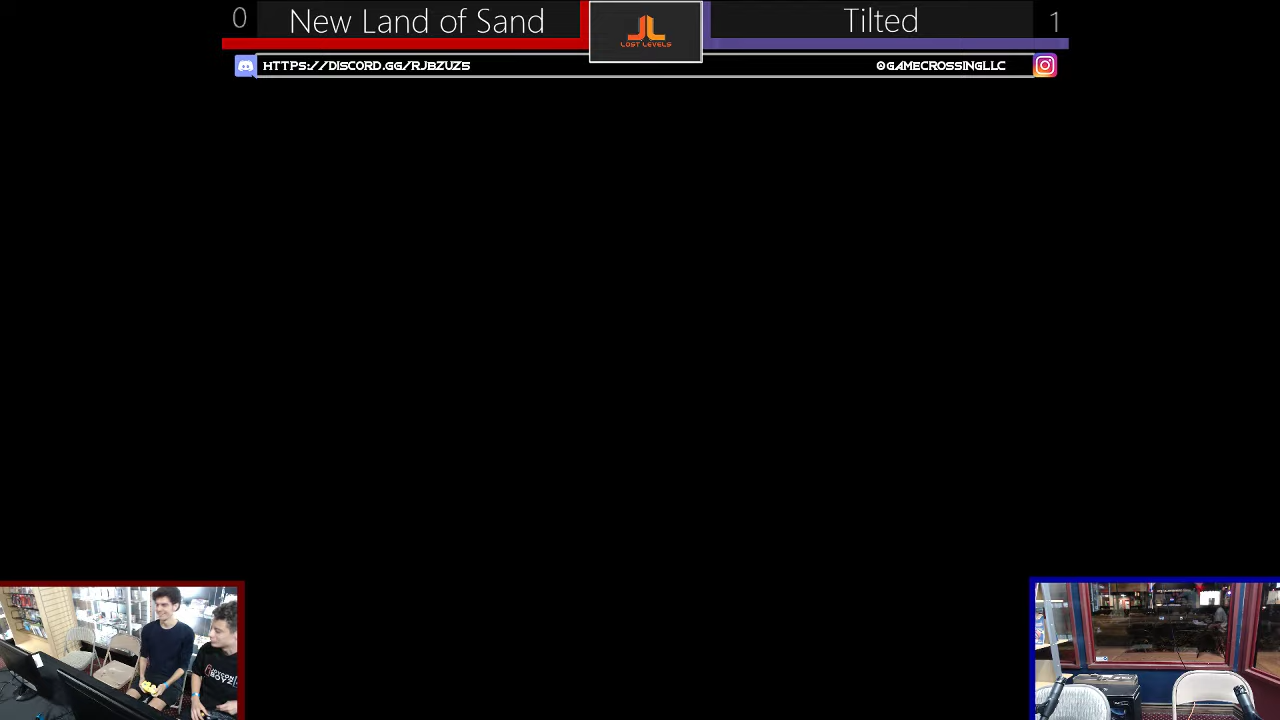 0 New Land of Sand
LOST LEVELS
Tilted 1
HTTPS://DISCORD.GG/RJBZUZ5
@GAMECROSSINGLLC